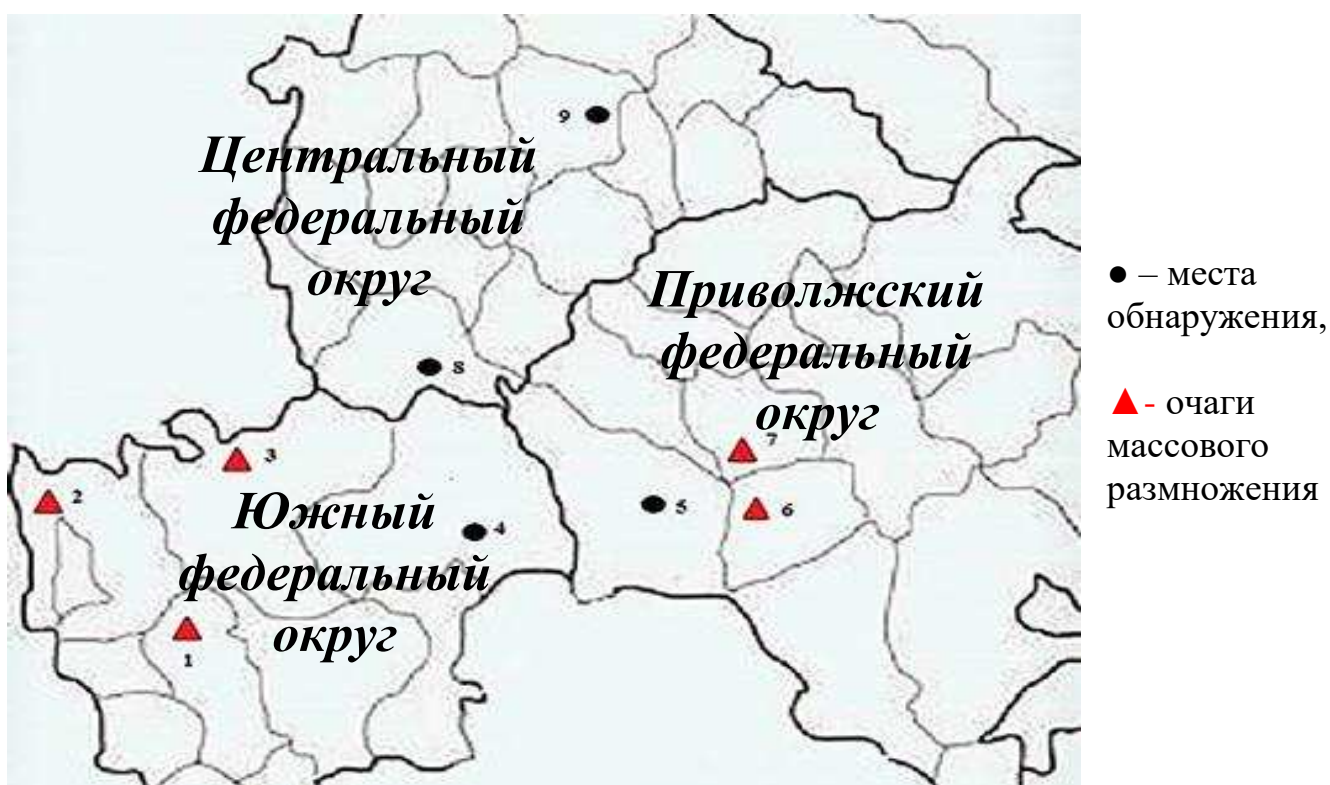 9
Центральный
федеральный
округ
Приволжский
федеральный
округ
8
7
3
2
5
6
Южный
федеральный
округ
4
1
● – места
обнаружения,
▲- очаги
массового
размножения